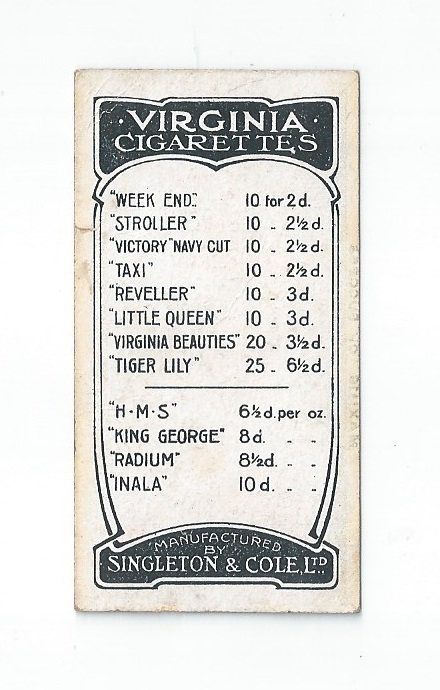 · VIRGINIA ·
CIGARETTES
"WEEK END" 10 for 2d.
"STROLLER" 10 „ 2½d.
"VICTORY" NAVY CUT 10 „ 2½d.
"TAXI" 10 „ 2½d.
"REVELLER" 10 „ 3d.
"LITTLE QUEEN" 10 „ 3d.
"VIRGINIA BEAUTIES" 20 „ 3½d.
"TIGER LILY" 25 „ 6½d.
"H·M·S" 6½d. per oz.
"KING GEORGE" 8d. „ „
"RADIUM" 8½d. „ „
"INALA" 10d. „ „
MANUFACTURED
BY
SINGLETON & COLE, LTD.